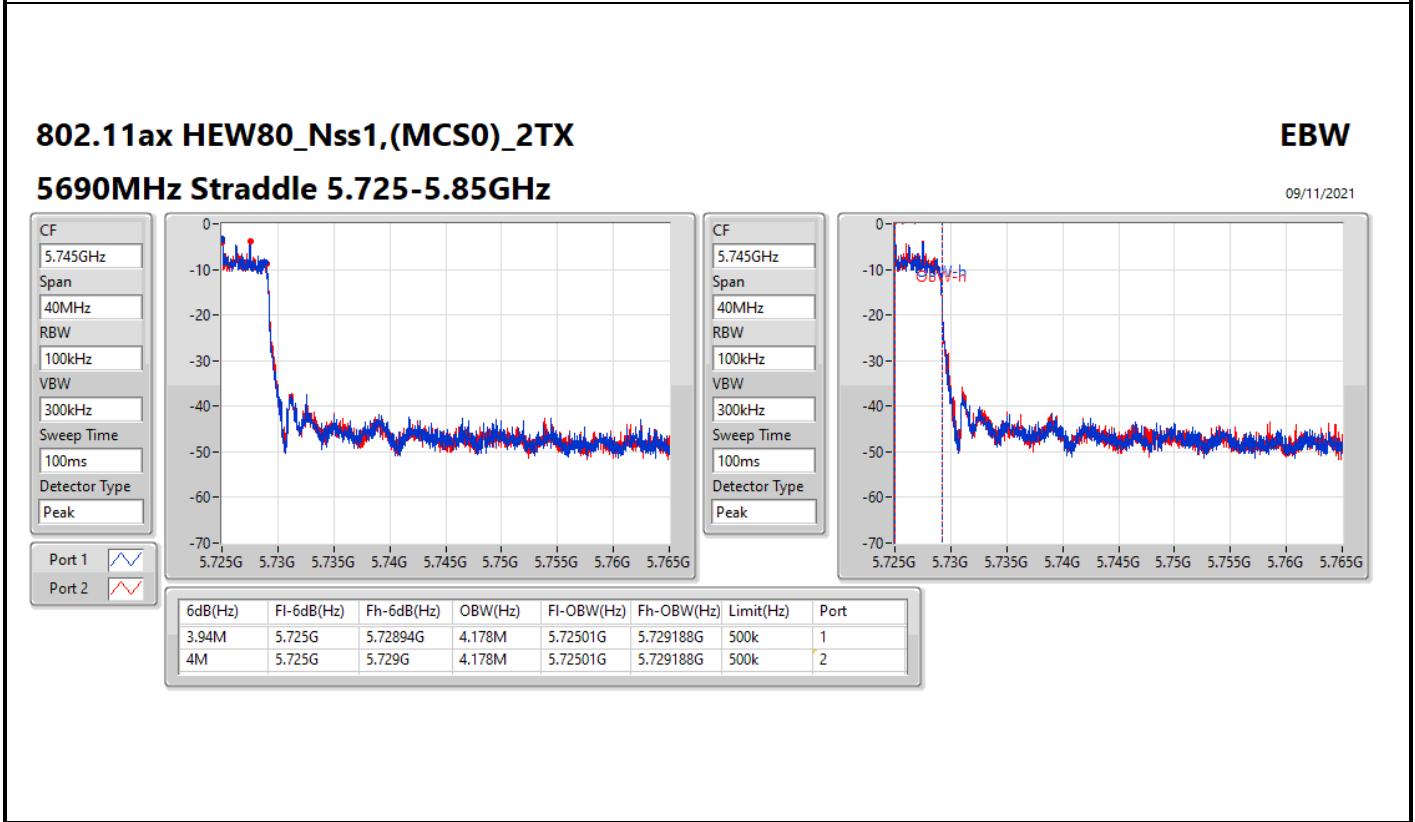 802.11ax HEW80_Nss1,(MCS0)_2TX
EBW
5690MHz Straddle 5.725-5.85GHz
09/11/2021
CF
5.745GHz
Span
40MHz
RBW
100kHz
VBW
300kHz
Sweep Time
100ms
Detector Type
Peak
Port 1
Port 2
0
-10
-20
-30
-40
-50
-60
-70
5.725G 5.73G 5.735G 5.74G 5.745G 5.75G 5.755G 5.76G 5.765G
CF
5.745GHz
Span
40MHz
RBW
100kHz
VBW
300kHz
Sweep Time
100ms
Detector Type
Peak
0
-10
-20
-30
-40
-50
-60
-70
OBW-h
OBW-h
5.725G 5.73G 5.735G 5.74G 5.745G 5.75G 5.755G 5.76G 5.765G
6dB(Hz) Fl-6dB(Hz) Fh-6dB(Hz) OBW(Hz) Fl-OBW(Hz) Fh-OBW(Hz) Limit(Hz) Port
3.94M 5.725G 5.72894G 4.178M 5.72501G 5.729188G 500k 1
4M 5.725G 5.729G 4.178M 5.72501G 5.729188G 500k 2